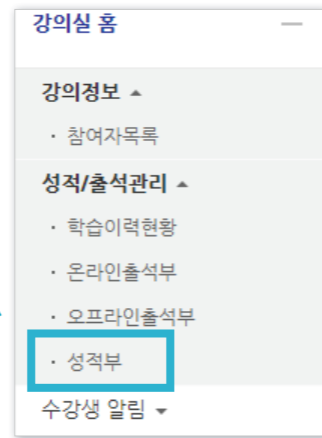 강의실 홈
강의정보 ▲
· 참여자목록
성적/출석관리 ▲
· 학습이력현황
· 온라인출석부
· 오프라인출석부
· 성적부
수강생 알림 ▼